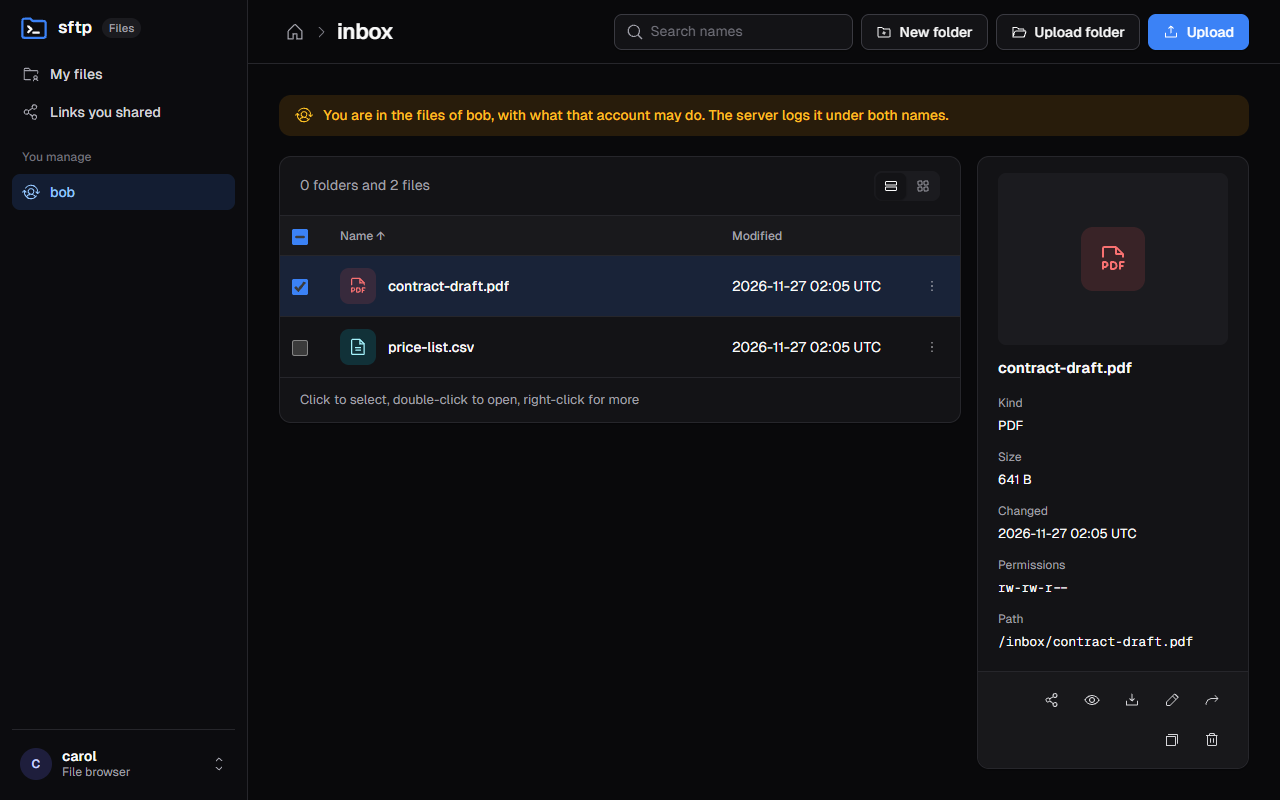 sftp Files
My files
Links you shared
You manage
bob
carol
C
File browser
inbox
Search names
New folder
Upload folder
Upload
You are in the files of bob, with what that account may do. The server logs it under both names.
0 folders and 2 files
Name ↑ Modified
PDF contract-draft.pdf 2026-11-27 02:05 UTC
price-list.csv 2026-11-27 02:05 UTC
Click to select, double-click to open, right-click for more
PDF
contract-draft.pdf
Kind
PDF
Size
641 B
Changed
2026-11-27 02:05 UTC
Permissions
rw-rw-r--
Path
/inbox/contract-draft.pdf